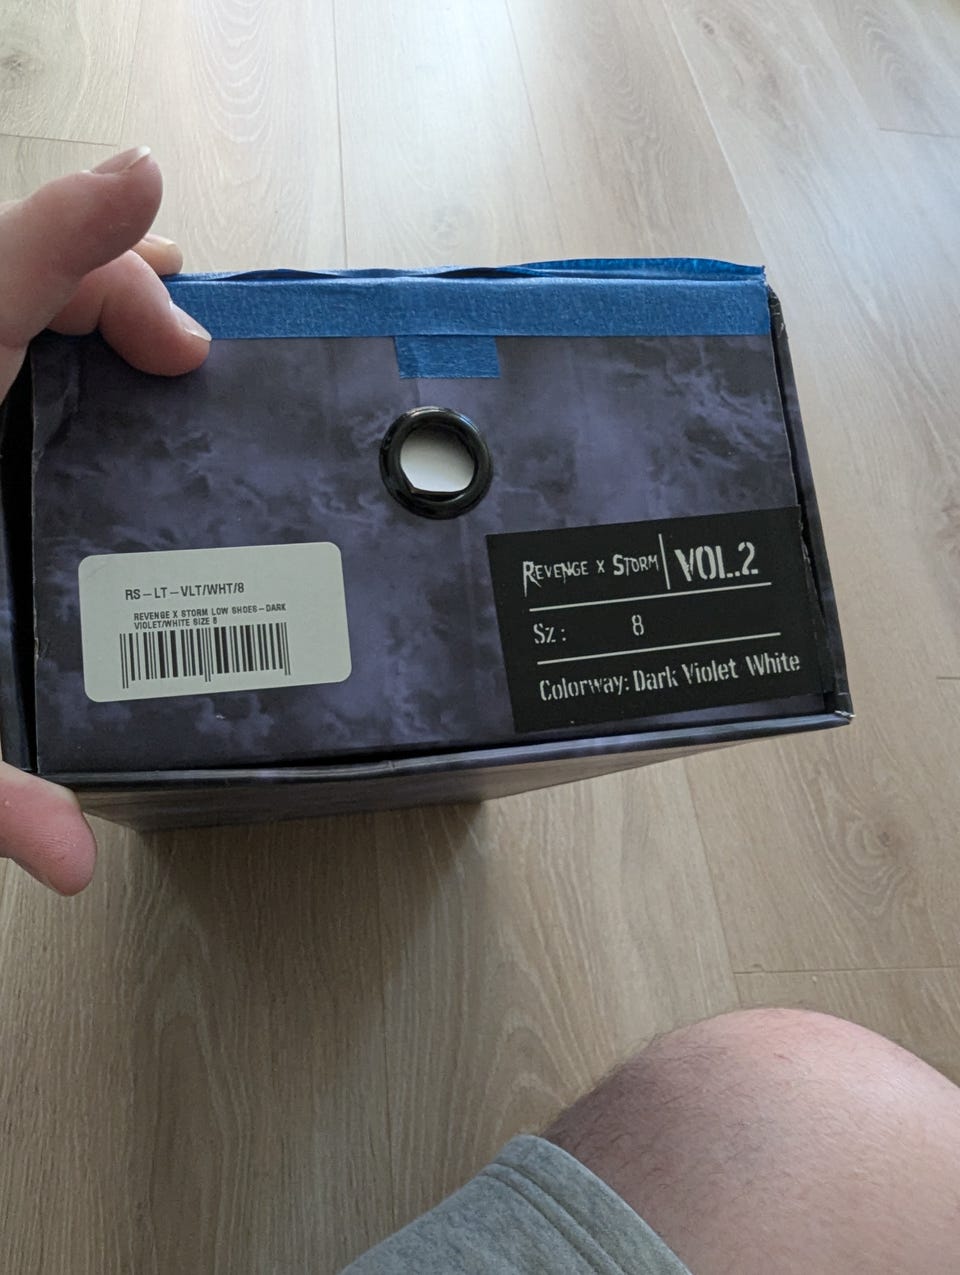 RS-LT-VLT/WHT/8
REVENGE X STORM LOW SHOES-DARK
VIOLET/WHITE SIZE 8
REVENGE X STORM VOL.2
Sz: 8
Colorway: Dark Violet White